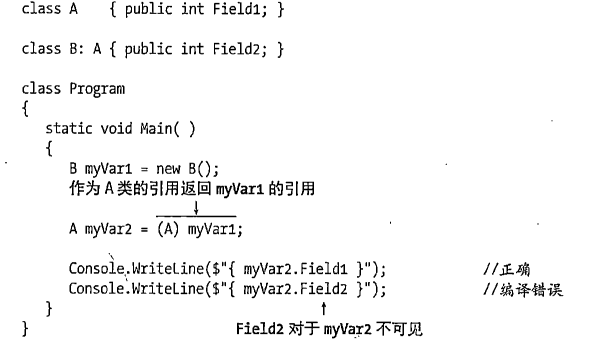 class A    { public int Field1; }
class B: A { public int Field2; }
class Program
{
static void Main( )
{
B myVar1 = new B();
作为 A 类的引用返回 myVar1 的引用
↓
A myVar2 = (A) myVar1;
Console.WriteLine($"{ myVar2.Field1 }"); //正确
Console.WriteLine($"{ myVar2.Field2 }"); //编译错误
} ↑
} Field2 对于 myVar2 不可见